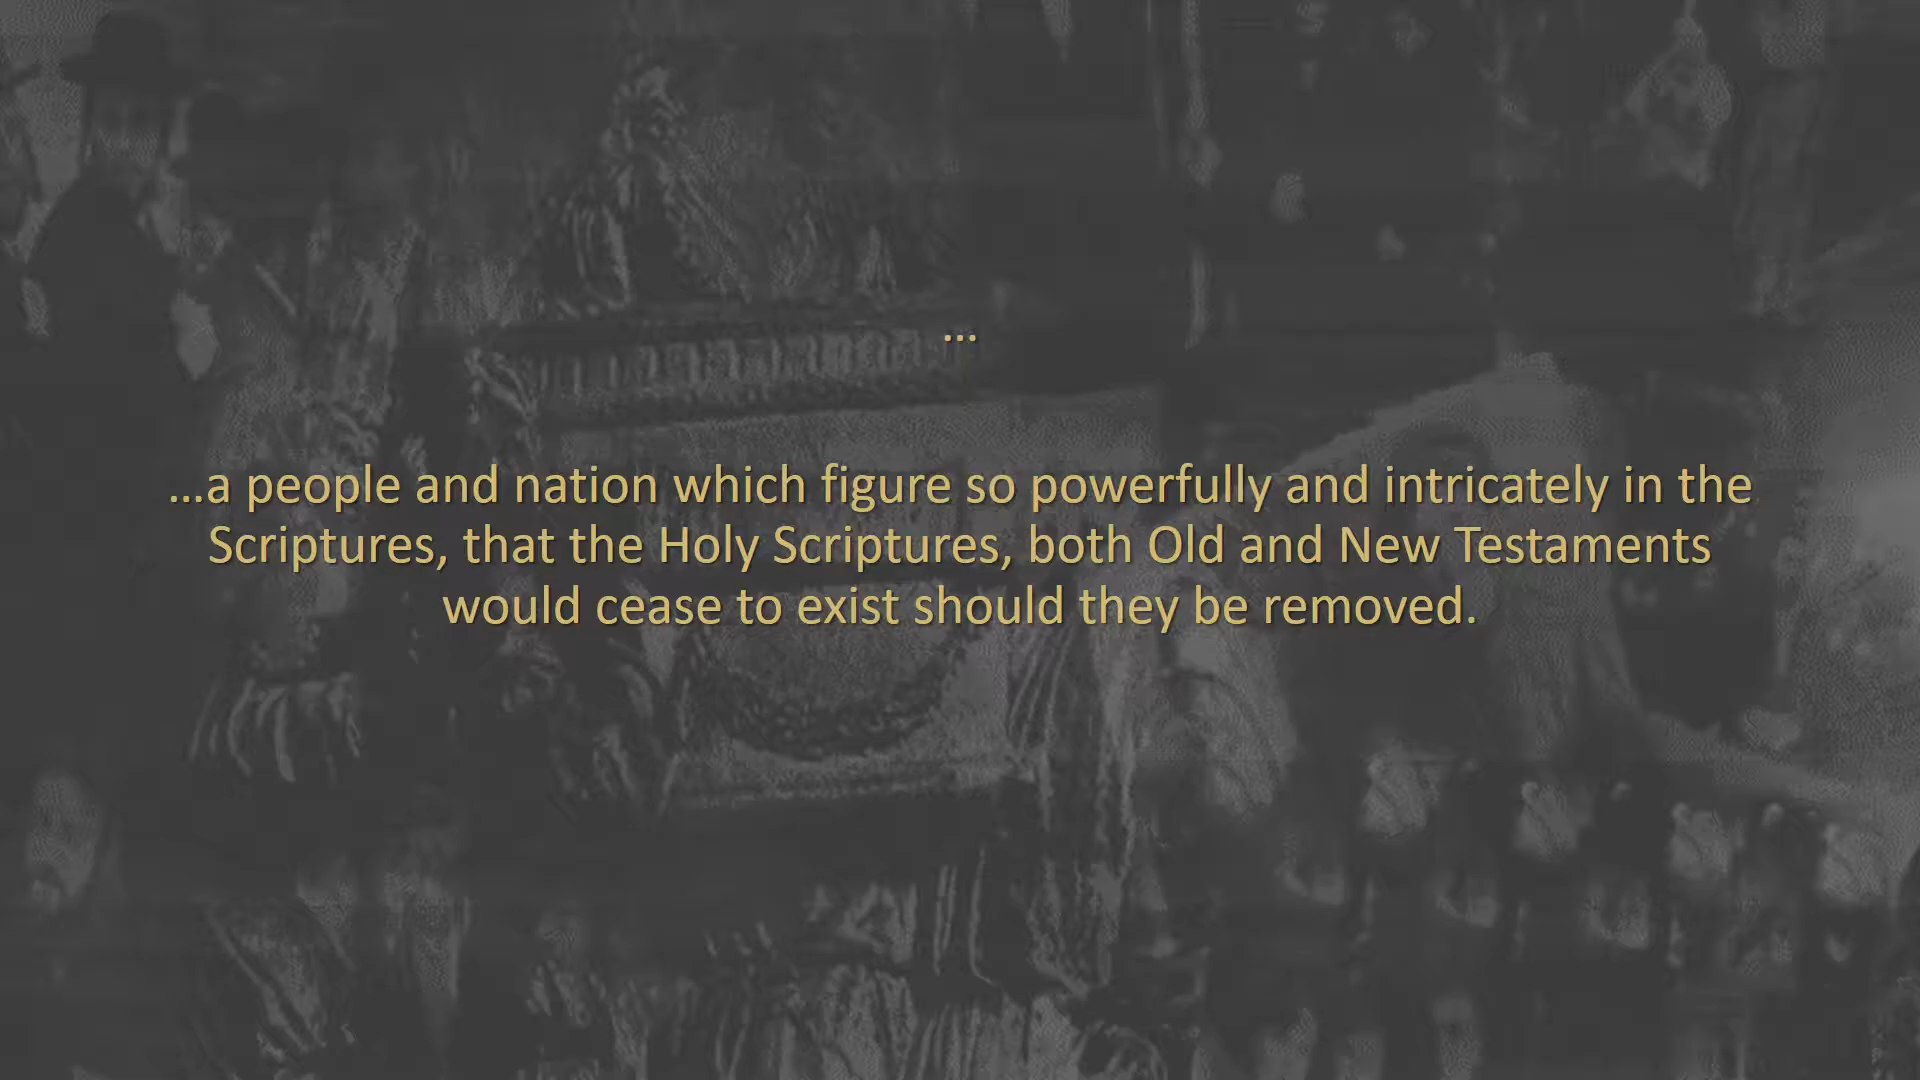 ...
...a people and nation which figure so powerfully and intricately in the
Scriptures, that the Holy Scriptures, both Old and New Testaments
would cease to exist should they be removed.